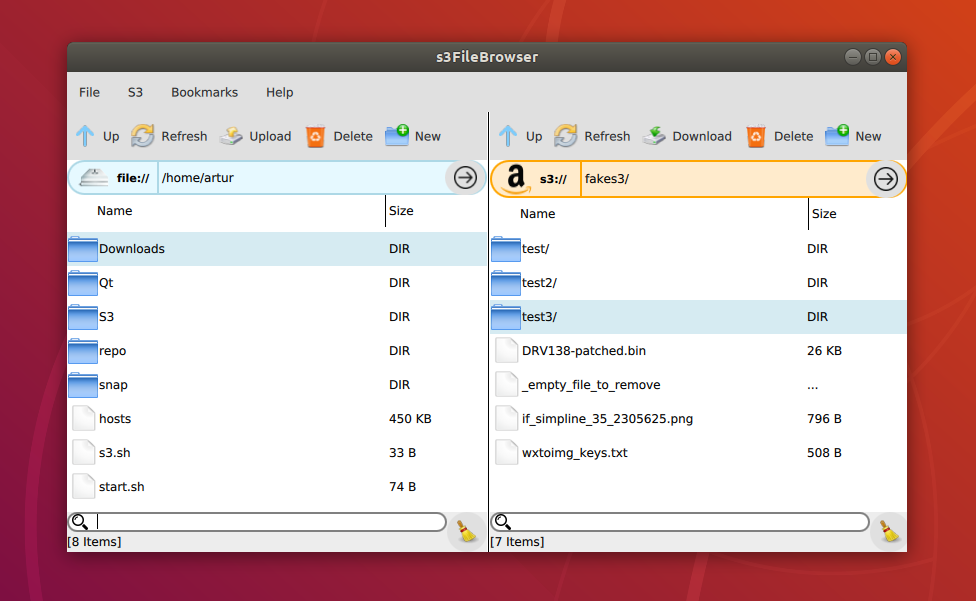 s3FileBrowser
File S3 Bookmarks Help
Up Refresh Upload Delete New
file:// /home/artur
Name Size
Downloads DIR
Qt DIR
S3 DIR
repo DIR
snap DIR
hosts 450 KB
s3.sh 33 B
start.sh 74 B
[8 Items]
Up Refresh Download Delete New
a s3:// fakes3/
Name Size
test/ DIR
test2/ DIR
test3/ DIR
DRV138-patched.bin 26 KB
_empty_file_to_remove ...
if_simpline_35_2305625.png 796 B
wxtoimg_keys.txt 508 B
[7 Items]